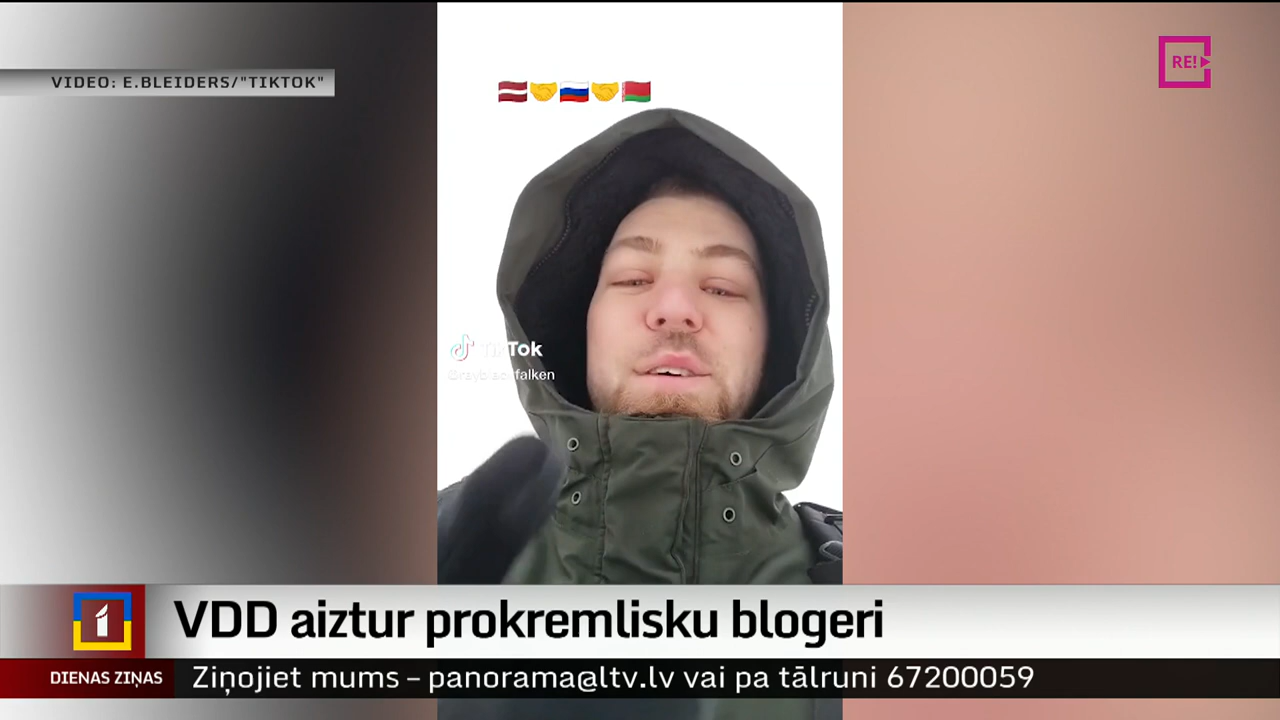 VIDEO: E.BLEIDERS/"TIKTOK"
RE!
TikTok
1
VDD aiztur prokremlisku blogeri
DIENAS ZIŅAS
Ziņojiet mums – panorama@ltv.lv vai pa tālruni 67200059